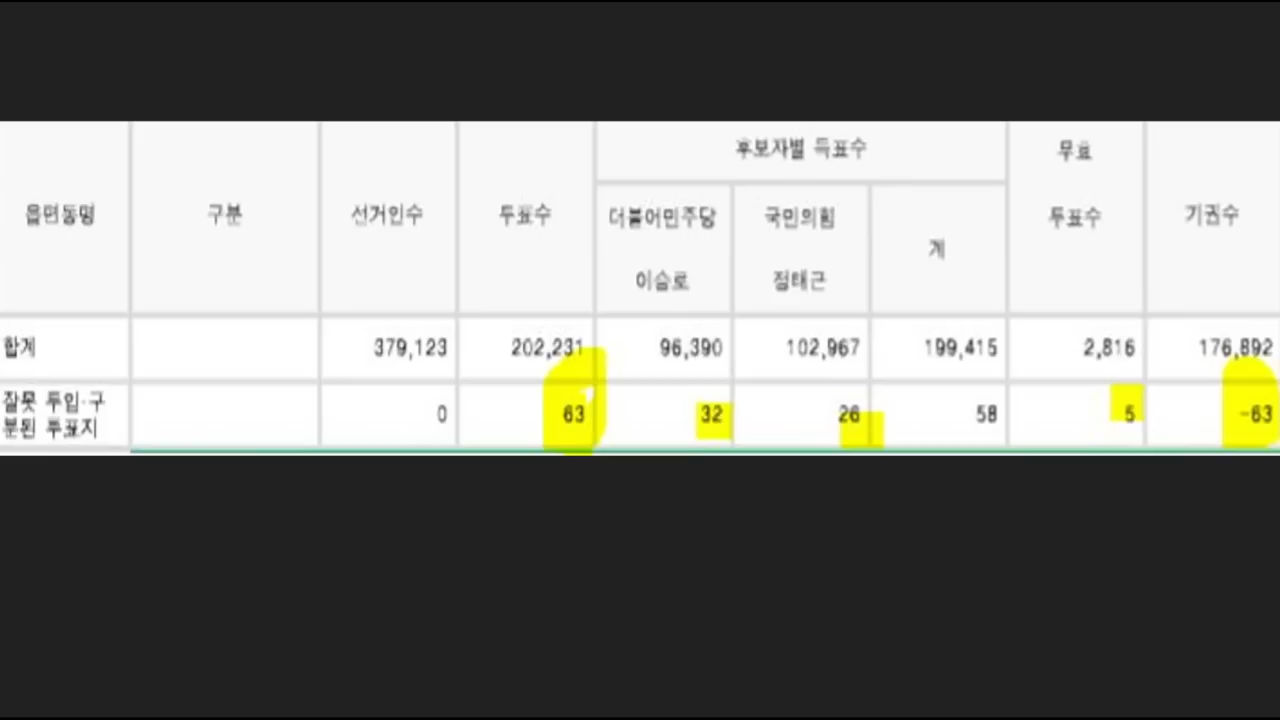 후보자별 득표수
무효
읍면동명
구분
선거인수
투표수
더불어민주당
국민의힘
계
투표수
기권수
이승로
정태근
합계 379,123 202,231 96,390 102,967 199,415 2,816 176,892
잘못 투입·구
분된 투표지
0 63 32 26 58 5 -63